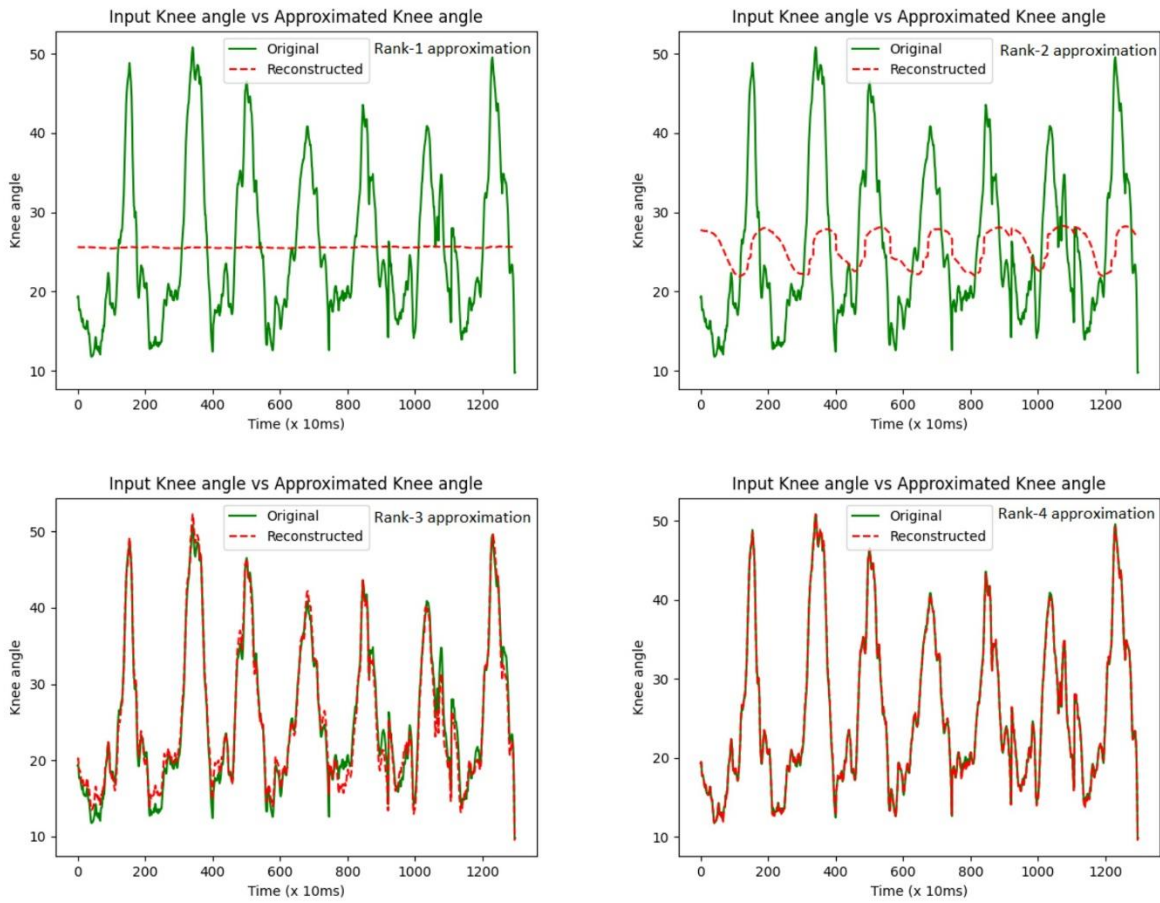 Input Knee angle vs Approximated Knee angle
Original
Reconstructed
Rank-1 approximation
50
40
30
20
10
Knee angle
0 200 400 600 800 1000 1200
Time (x 10ms)
Input Knee angle vs Approximated Knee angle
Original
Reconstructed
Rank-2 approximation
50
40
30
20
10
Knee angle
0 200 400 600 800 1000 1200
Time (x 10ms)
Input Knee angle vs Approximated Knee angle
Original
Reconstructed
Rank-3 approximation
50
40
30
20
10
Knee angle
0 200 400 600 800 1000 1200
Time (x 10ms)
Input Knee angle vs Approximated Knee angle
Original
Reconstructed
Rank-4 approximation
50
40
30
20
10
Knee angle
0 200 400 600 800 1000 1200
Time (x 10ms)